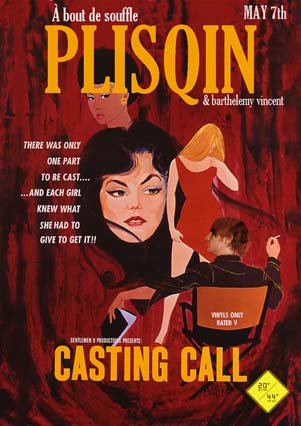 À bout de souffle
MAY 7th
PLISQIN
& barthelemy vincent
THERE WAS ONLY
ONE PART
TO BE CAST....
...AND EACH GIRL
KNEW WHAT
SHE HAD TO
GIVE TO GET IT!!
VINYLS ONLY
RATED V
GENTLEMEN & PRODUCTIONS PRESENTS:
CASTING CALL
20°
44°